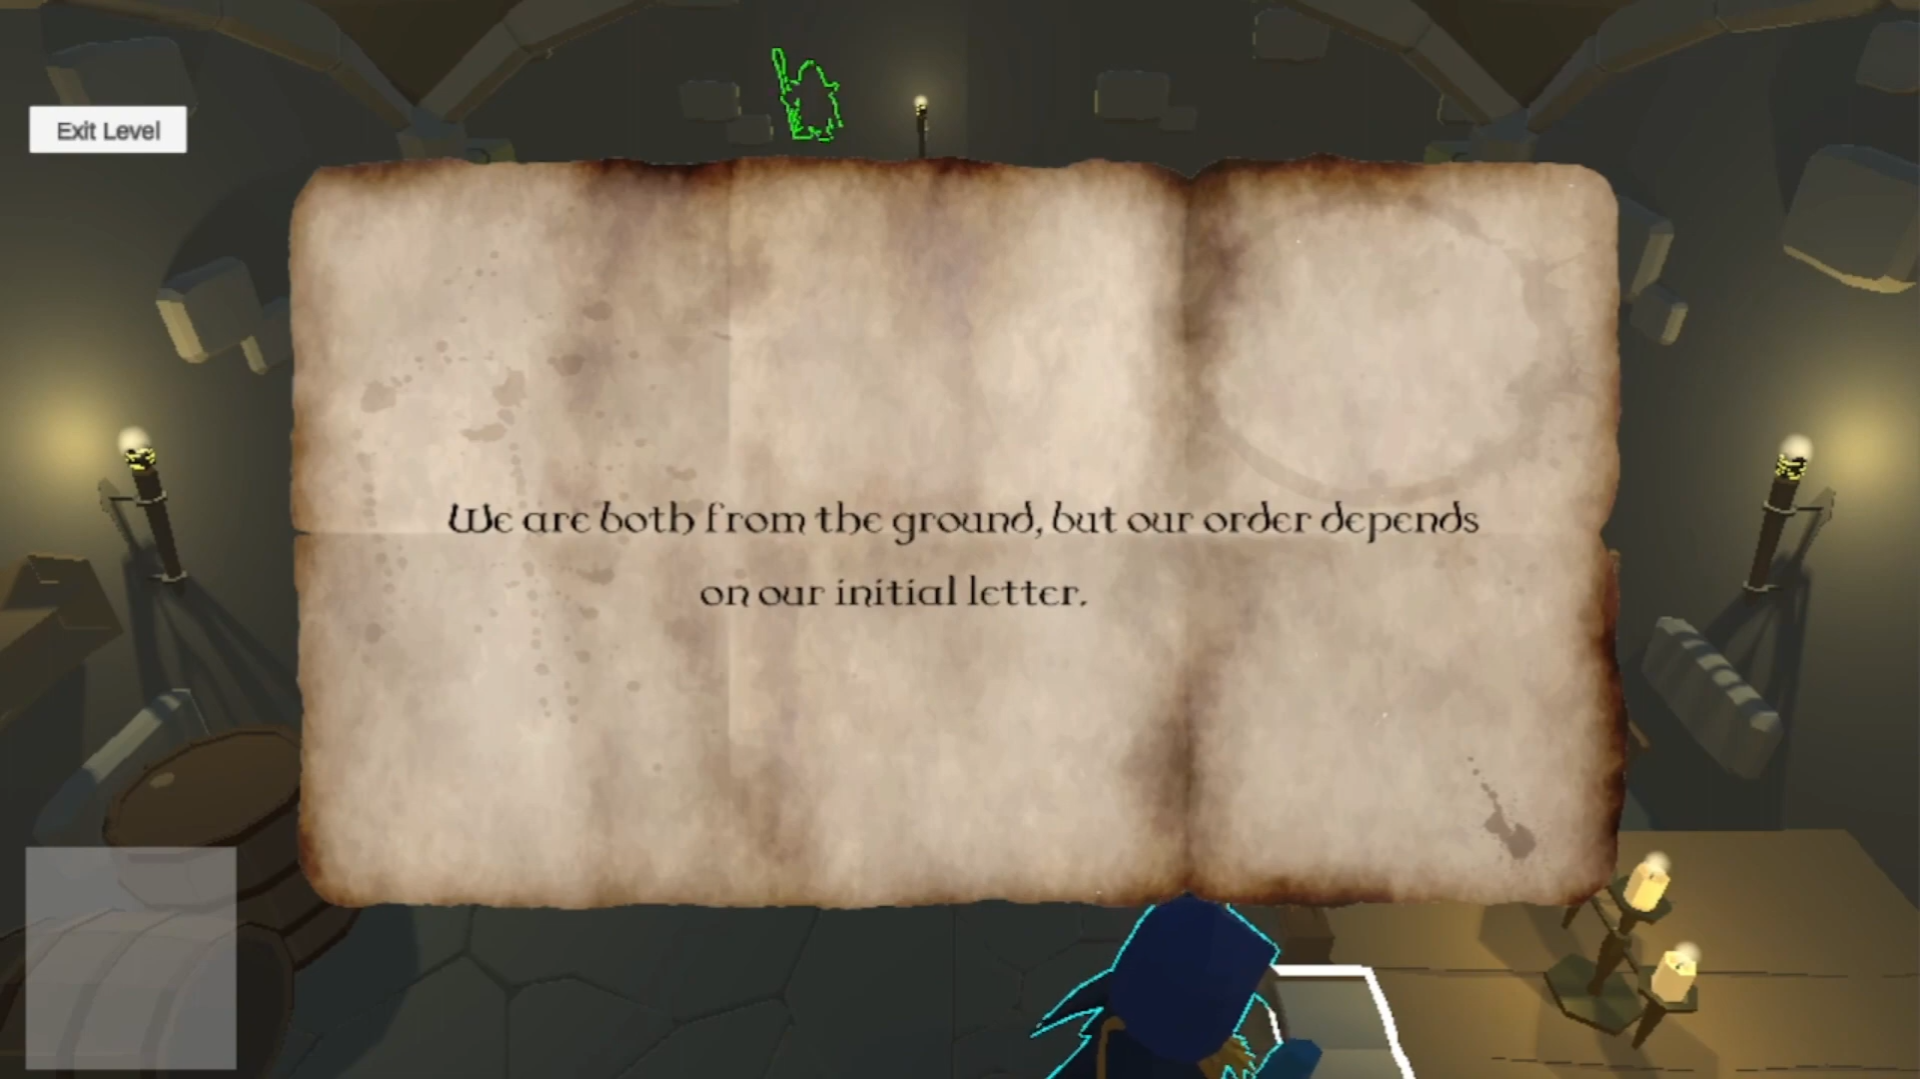 Exit Level
We are both from the ground, but our order depends
on our initial letter.